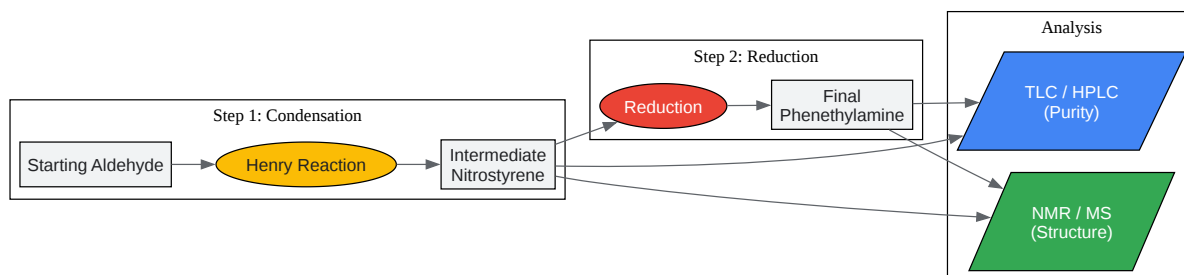 Step 1: Condensation
Starting Aldehyde
Henry Reaction
Intermediate
Nitrostyrene
Step 2: Reduction
Reduction
Final
Phenethylamine
Analysis
TLC / HPLC
(Purity)
NMR / MS
(Structure)